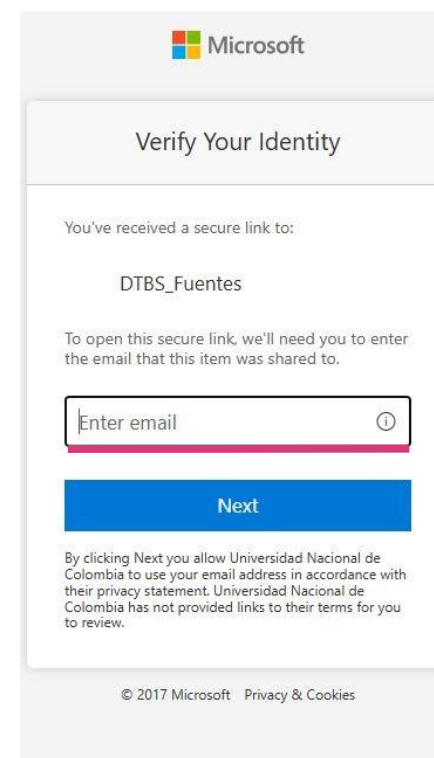 Microsoft
Verify Your Identity
You've received a secure link to:
DTBS_Fuentes
To open this secure link, we'll need you to enter
the email that this item was shared to.
Enter email
Next
By clicking Next you allow Universidad Nacional de
Colombia to use your email address in accordance with
their privacy statement. Universidad Nacional de
Colombia has not provided links to their terms for you
to review.
© 2017 Microsoft Privacy & Cookies